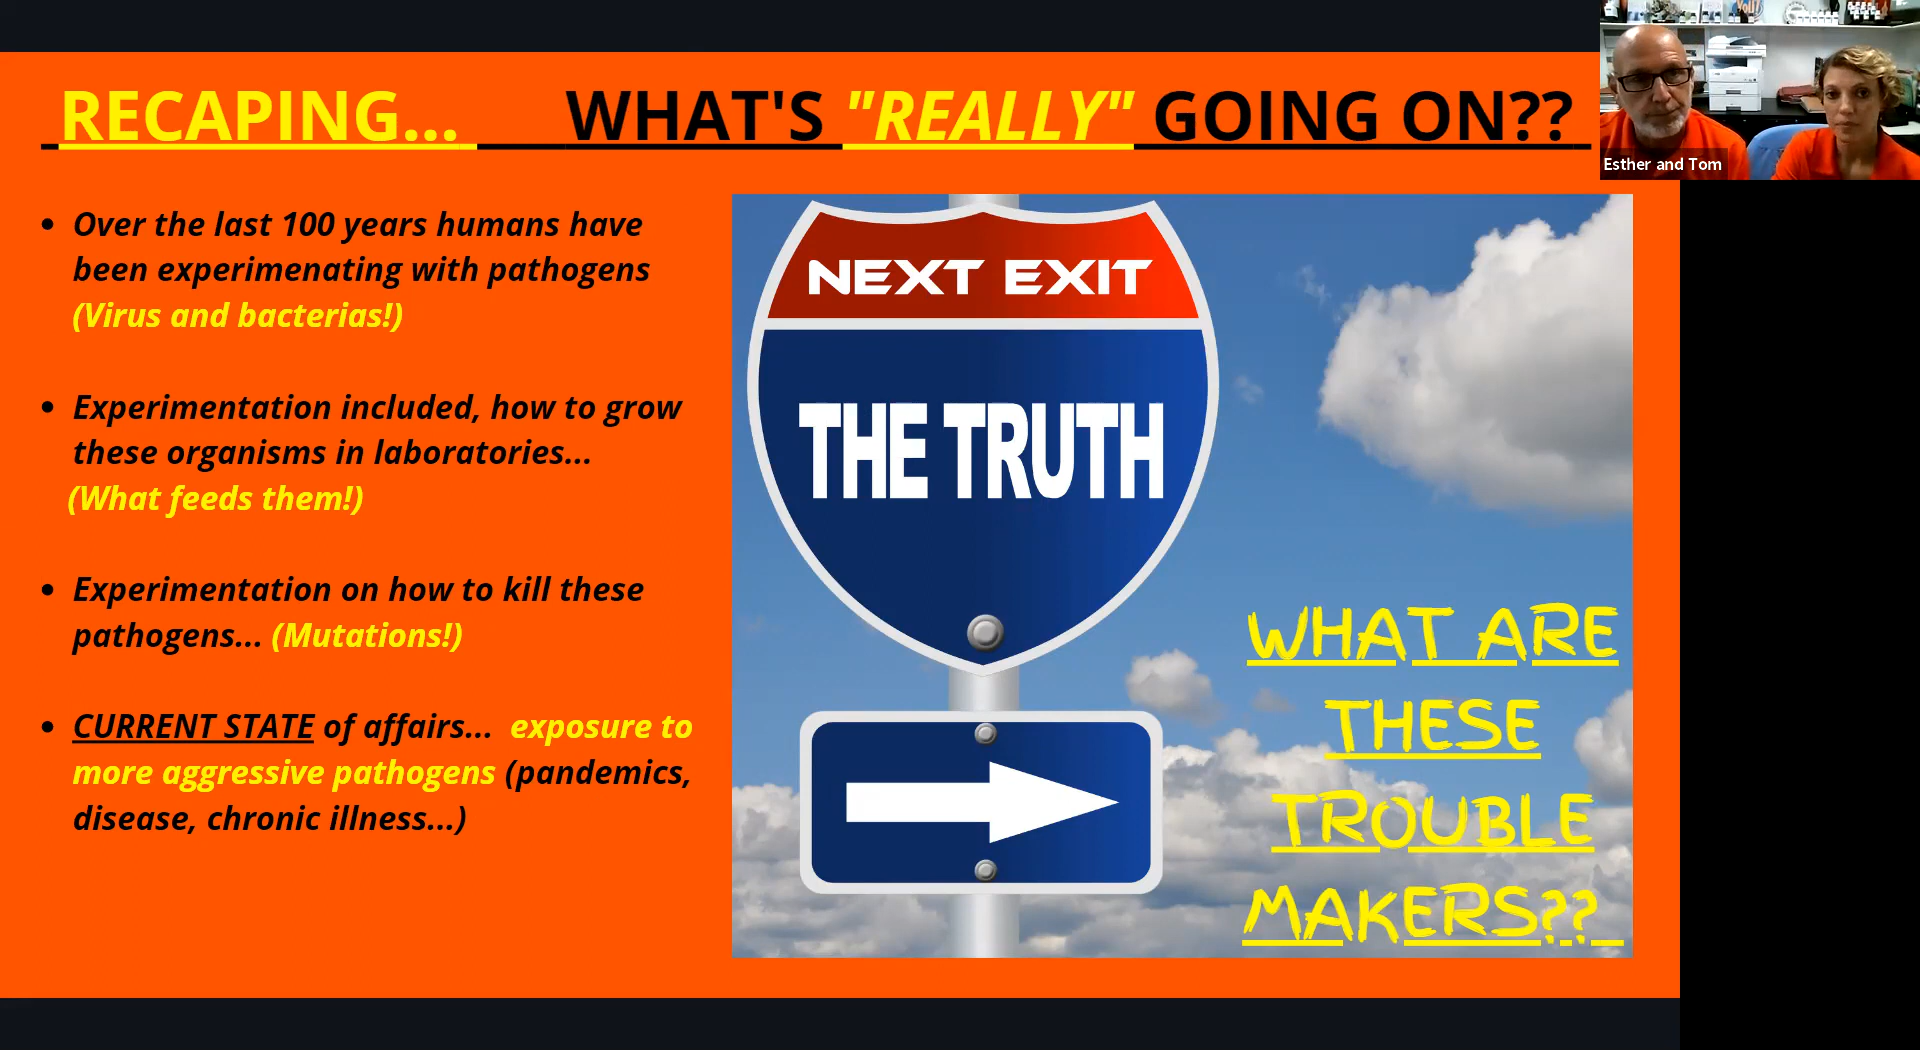 RECAPING... WHAT'S "REALLY" GOING ON??
Esther and Tom
• Over the last 100 years humans have
been experimenating with pathogens
(Virus and bacterias!)
• Experimentation included, how to grow
these organisms in laboratories...
(What feeds them!)
• Experimentation on how to kill these
pathogens... (Mutations!)
• CURRENT STATE of affairs... exposure to
more aggressive pathogens (pandemics,
disease, chronic illness...)
NEXT EXIT
THE TRUTH
WHAT ARE
THESE
TROUBLE
MAKERS??